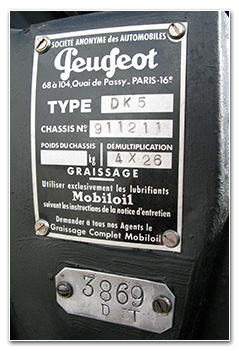 SOCIÉTÉ ANONYME DES AUTOMOBILES
Peugeot
68 à 104, Quai de Passy_PARIS-16e
TYPE DK5
CHASSIS No 911211
POIDS DU CHASSIS DÉMULTIPLICATION
kg 4X26
GRAISSAGE
Utiliser exclusivement les lubrifiants
Mobiloil
suivant les instructions de la notice d'entretien
Demander à tous nos Agents le
Graissage Complet Mobiloil
3869
D T